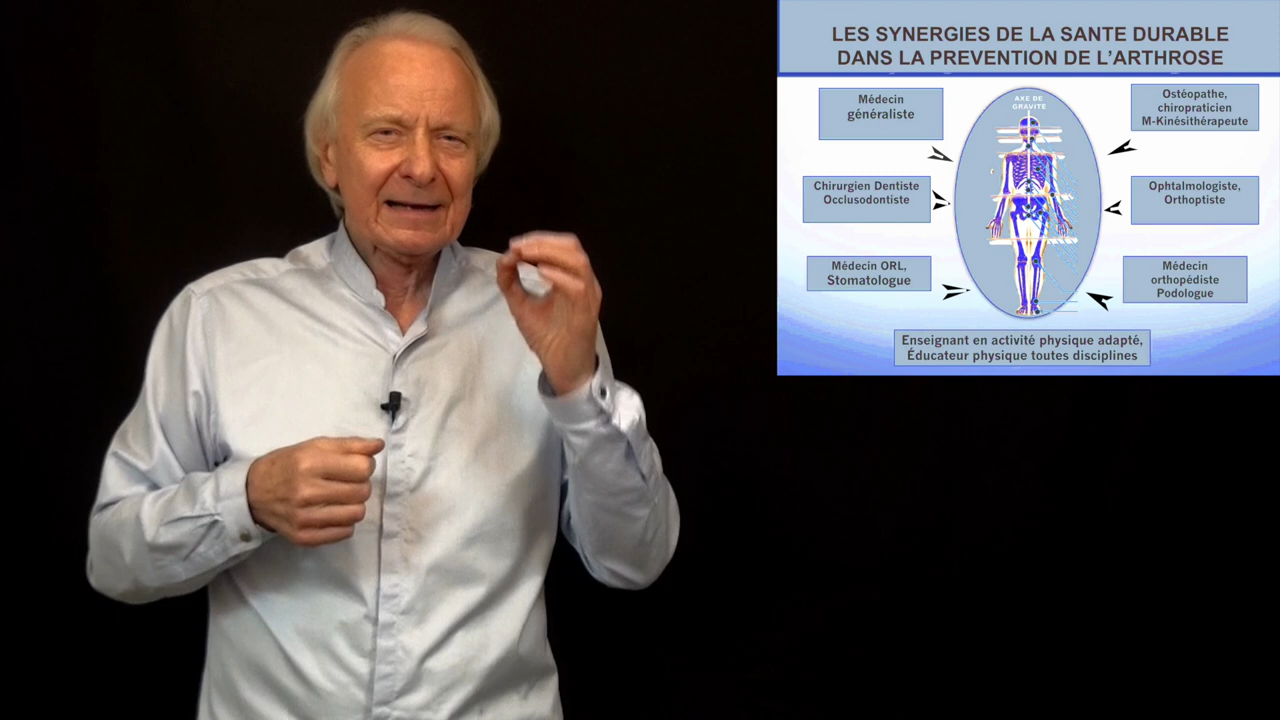 LES SYNERGIES DE LA SANTE DURABLE
DANS LA PREVENTION DE L'ARTHROSE
Médecin
généraliste
AXE DE
GRAVITE
Ostéopathe,
chiropraticien
M-Kinésithérapeute
Chirurgien Dentiste
Occlusodontiste
Ophtalmologiste,
Orthoptiste
Médecin ORL,
Stomatologue
Médecin
orthopédiste
Podologue
Enseignant en activité physique adapté,
Éducateur physique toutes disciplines